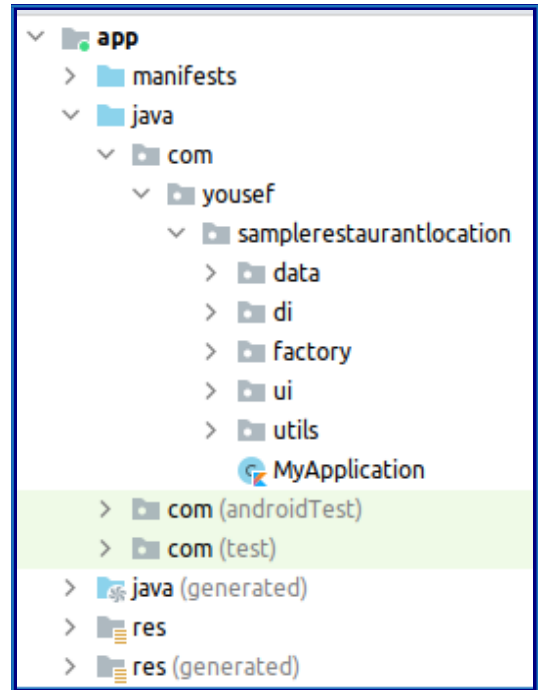 app
manifests
java
com
yousef
samplerestaurantlocation
data
di
factory
ui
utils
MyApplication
com (androidTest)
com (test)
java (generated)
res
res (generated)